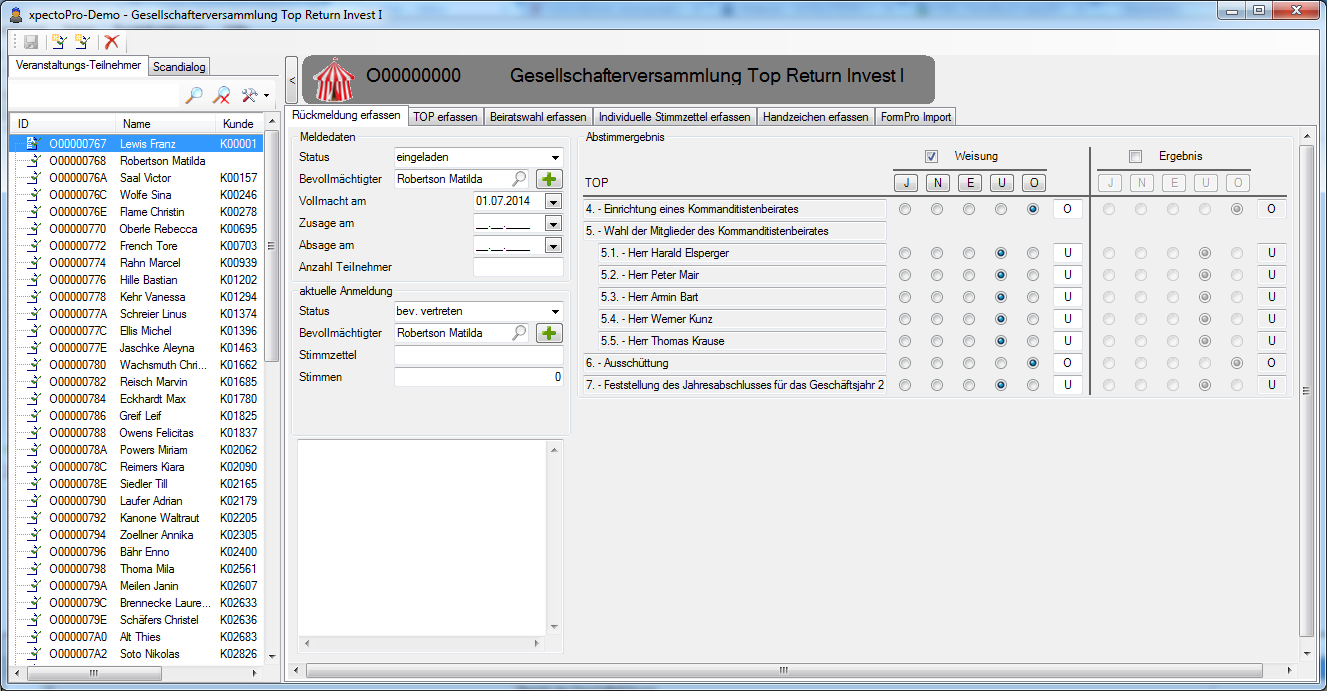 xpectoPro-Demo - Gesellschafterversammlung Top Return Invest I
Veranstaltungs-Teilnehmer Scandialog
ID Name Kunde
O00000767 Lewis Franz K00001
O00000768 Robertson Matilda
O0000076A Saal Victor K00157
O0000076C Wolfe Sina K00246
O0000076E Flame Christin K00278
O00000770 Oberle Rebecca K00695
O00000772 French Tore K00703
O00000774 Rahn Marcel K00939
O00000776 Hille Bastian K01202
O00000778 Kehr Vanessa K01294
O0000077A Schreier Linus K01374
O0000077C Ellis Michel K01396
O0000077E Jaschke Aleyna K01463
O00000780 Wachsmuth Chri... K01662
O00000782 Reisch Marvin K01685
O00000784 Eckhardt Max K01780
O00000786 Greif Leif K01825
O00000788 Owens Felicitas K01837
O0000078A Powers Miriam K02062
O0000078C Reimers Kiara K02090
O0000078E Siedler Till K02165
O00000790 Laufer Adrian K02179
O00000792 Kanone Waltraut K02205
O00000794 Zoellner Annika K02305
O00000796 Bähr Enno K02400
O00000798 Thoma Mila K02561
O0000079A Meilen Janin K02607
O0000079C Brennecke Laure... K02633
O0000079E Schäfers Christel K02636
O000007A0 Alt Thies K02683
O000007A2 Soto Nikolas K02826
<
O00000000 Gesellschafterversammlung Top Return Invest I
Rückmeldung erfassen TOP erfassen Beiratswahl erfassen Individuelle Stimmzettel erfassen Handzeichen erfassen FormPro Import
Meldedaten
Status eingeladen
Bevollmächtigter Robertson Matilda
Vollmacht am 01.07.2014
Zusage am __.__.____
Absage am __.__.____
Anzahl Teilnehmer
aktuelle Anmeldung
Status bev. vertreten
Bevollmächtigter Robertson Matilda
Stimmzettel
Stimmen 0
Abstimmergebnis
Weisung Ergebnis
TOP J N E U O J N E U O
4. - Einrichtung eines Kommanditistenbeirates O O
5. - Wahl der Mitglieder des Kommanditistenbeirates
5.1. - Herr Harald Elsperger U U
5.2. - Herr Peter Mair U U
5.3. - Herr Armin Bart U U
5.4. - Herr Werner Kunz U U
5.5. - Herr Thomas Krause U U
6. - Ausschüttung O O
7. - Feststellung des Jahresabschlusses für das Geschäftsjahr 2 U U